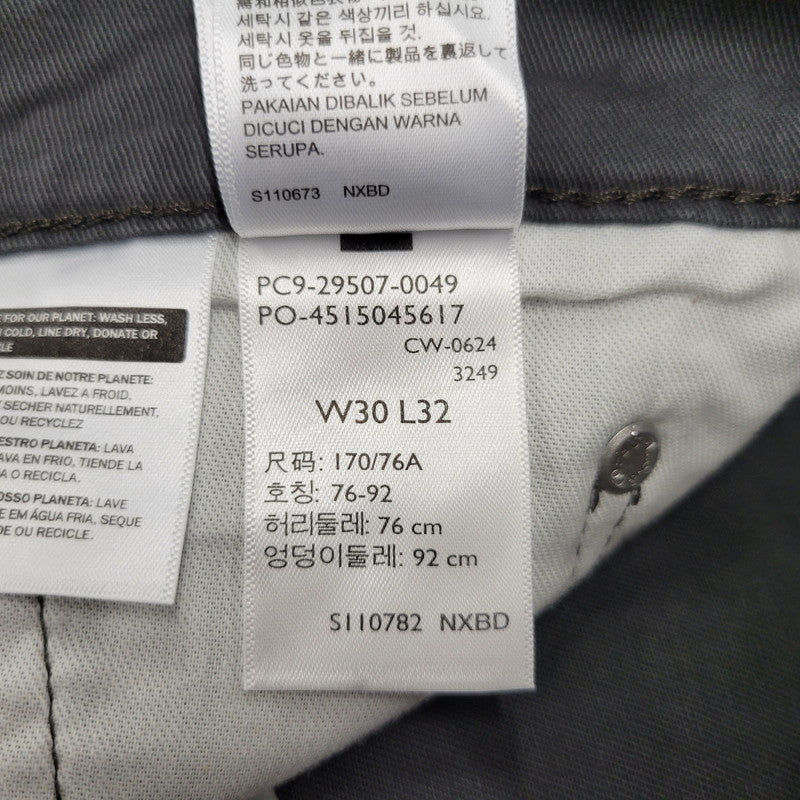 세탁시 같은 색상끼리 하십시요.
세탁시 옷을 뒤집을 것.
同じ色物と一緒に製品を裏返して
洗ってください。
PAKAIAN DIBALIK SEBELUM
DICUCI DENGAN WARNA
SERUPA.
S110673 NXBD
PC9-29507-0049
PO-4515045617
CW-0624
3249
W30 L32
尺码: 170/76A
호칭: 76-92
허리둘레: 76 cm
엉덩이둘레: 92 cm
S110782 NXBD
FOR OUR PLANET: WASH LESS,
COLD, LINE DRY, DONATE OR
SOIN DE NOTRE PLANETE:
MOINS, LAVEZ A FROID.
SECHER NATURELLEMENT,
OU RECYCLEZ
PLANETA: LAVA
EN FRIO, TIENDE LA
O RECICLA.
PLANETA: LAVE
EM ÁGUA FRIA, SEQUE
OU RECICLE.